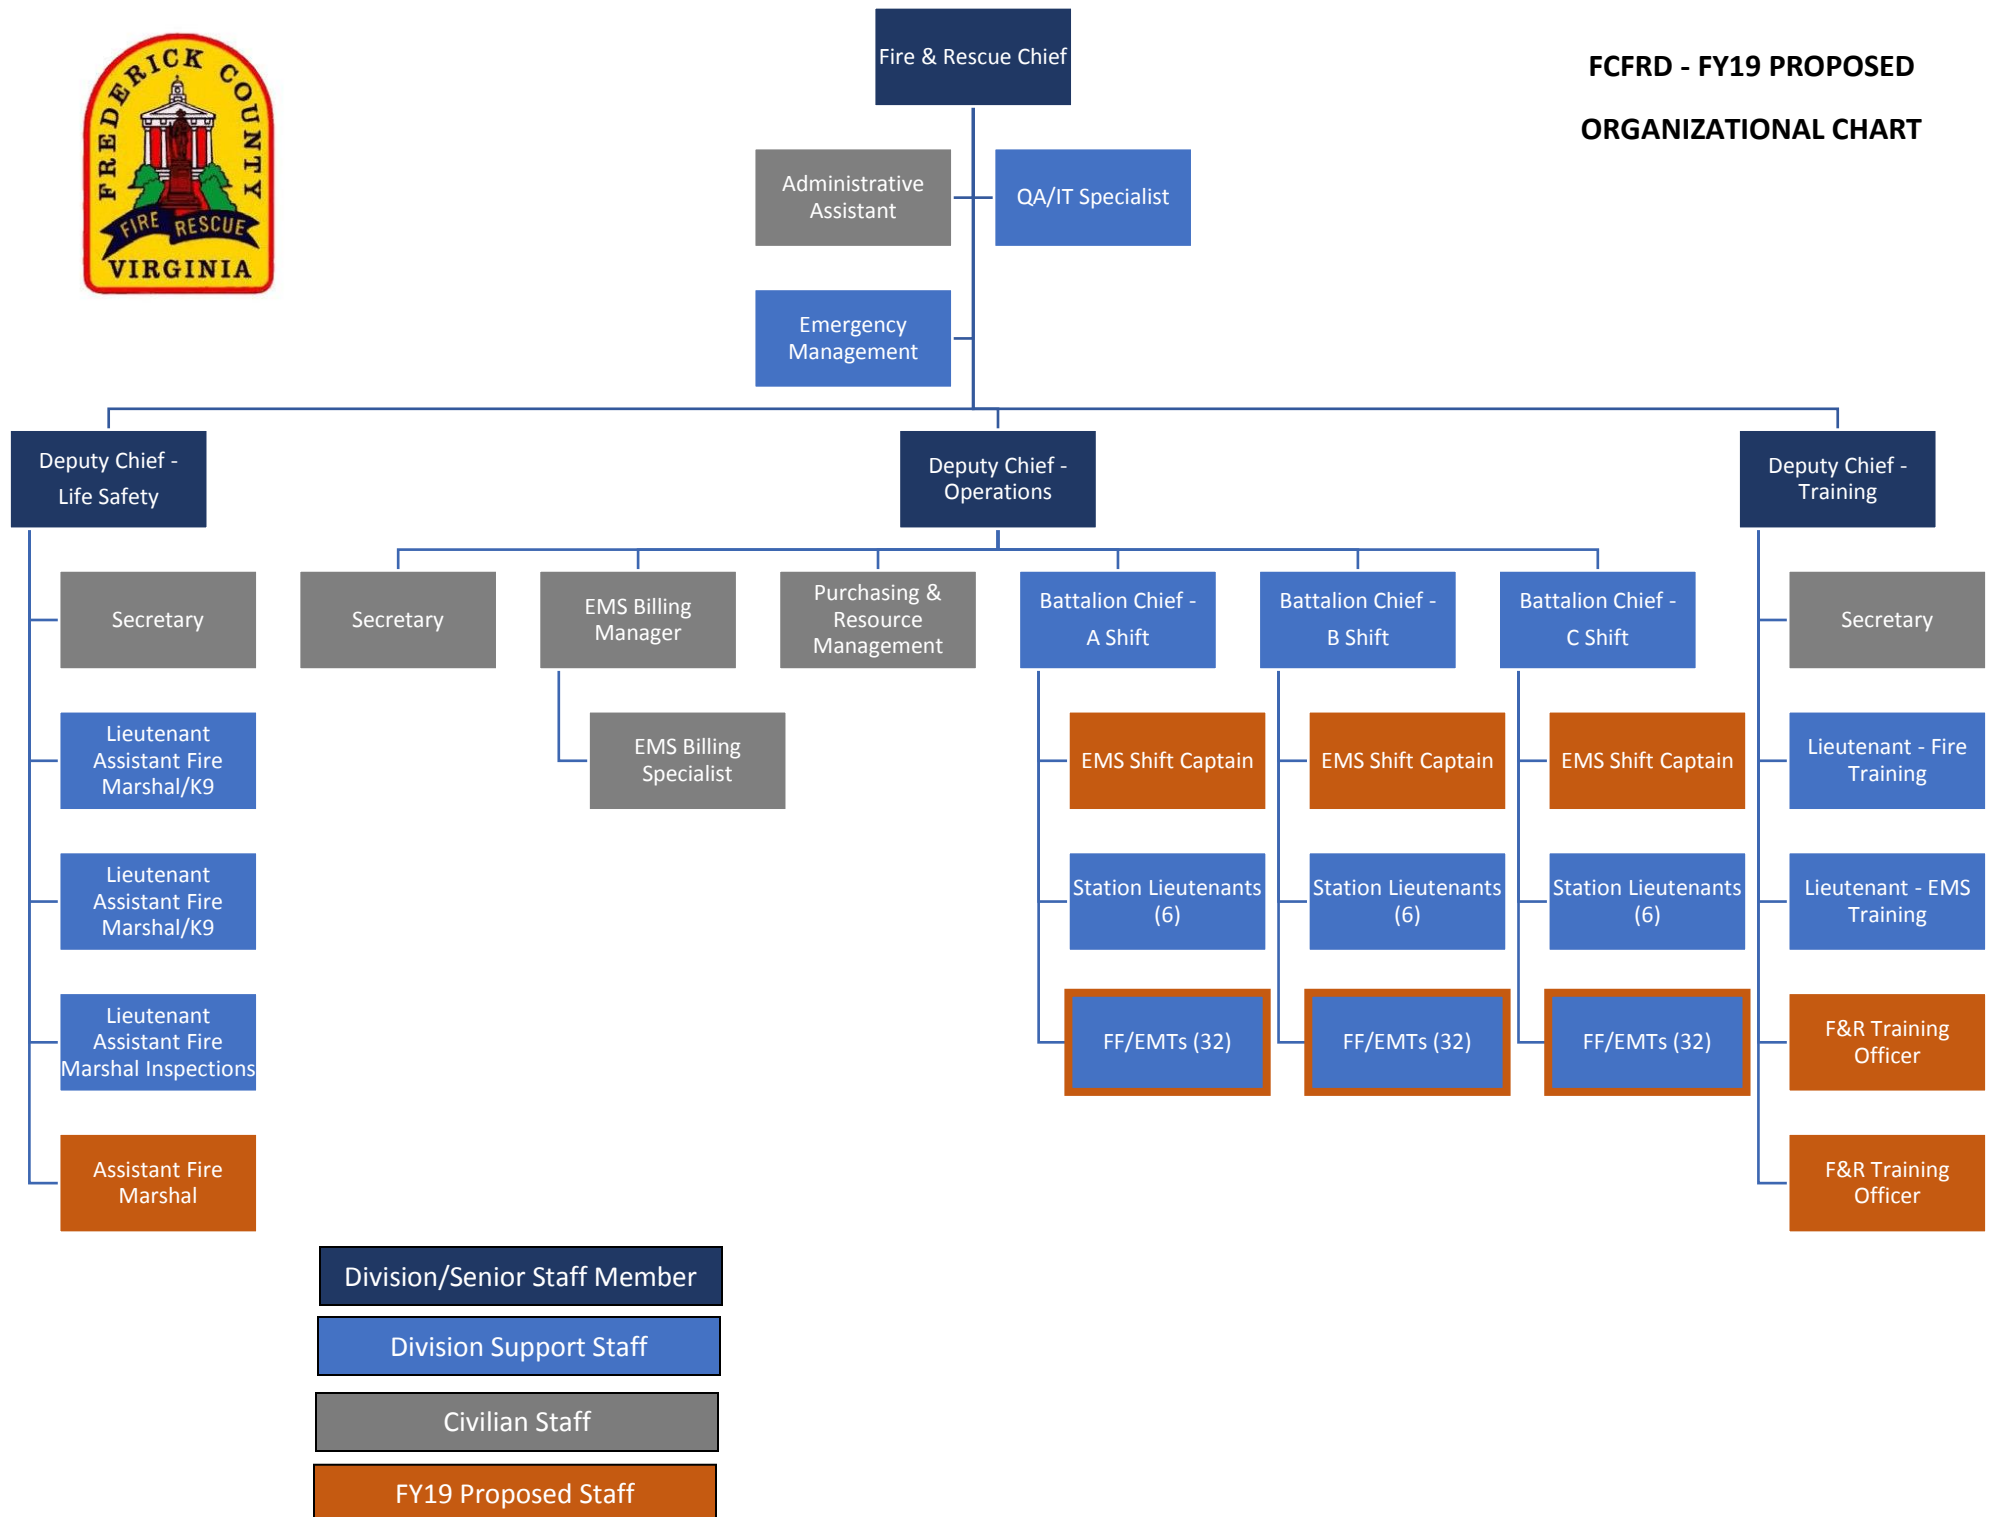 FREDERICK COUNTY
FIRE RESCUE
VIRGINIA
Fire & Rescue Chief
FCFRD - FY19 PROPOSED
ORGANIZATIONAL CHART
Administrative
Assistant
QA/IT Specialist
Emergency
Management
Deputy Chief -
Life Safety
Deputy Chief -
Operations
Deputy Chief -
Training
Secretary
Secretary
EMS Billing
Manager
Purchasing &
Resource
Management
Battalion Chief -
A Shift
Battalion Chief -
B Shift
Battalion Chief -
C Shift
Secretary
Lieutenant
Assistant Fire
Marshal/K9
EMS Billing
Specialist
EMS Shift Captain
EMS Shift Captain
EMS Shift Captain
Lieutenant - Fire
Training
Lieutenant
Assistant Fire
Marshal/K9
Station Lieutenants
(6)
Station Lieutenants
(6)
Station Lieutenants
(6)
Lieutenant - EMS
Training
Lieutenant
Assistant Fire
Marshal Inspections
FF/EMTs (32)
FF/EMTs (32)
FF/EMTs (32)
F&R Training
Officer
Assistant Fire
Marshal
F&R Training
Officer
Division/Senior Staff Member
Division Support Staff
Civilian Staff
FY19 Proposed Staff